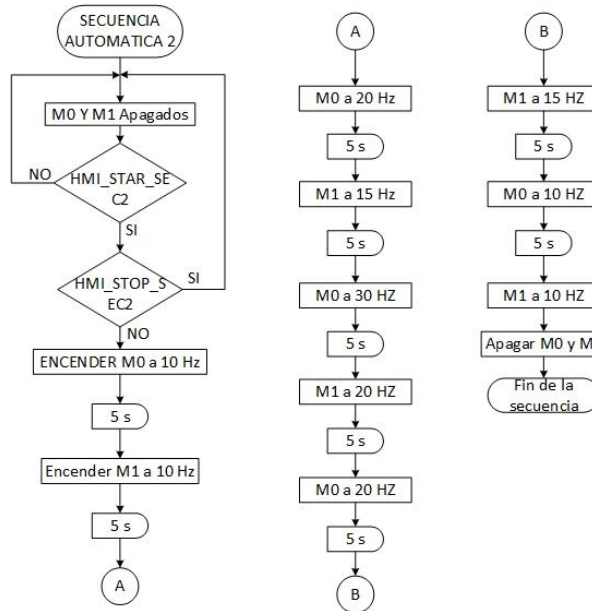 SECUENCIA
AUTOMATICA 2
M0 Y M1 Apagados
NO
HMI_STAR_SE
C2
SI
HMI_STOP_S
EC2
SI
NO
ENCENDER M0 a 10 Hz
5 s
Encender M1 a 10 Hz
5 s
A
A
M0 a 20 Hz
5 s
M1 a 15 Hz
5 s
M0 a 30 HZ
5 s
M1 a 20 HZ
5 s
M0 a 20 HZ
5 s
B
B
M1 a 15 HZ
5 s
M0 a 10 HZ
5 s
M1 a 10 HZ
Apagar M0 y M
Fin de la
secuencia